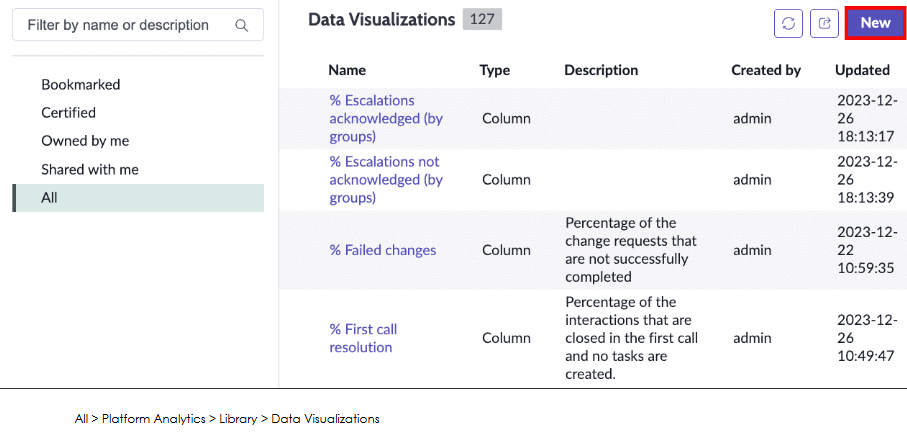 Filter by name or description
Bookmarked
Certified
Owned by me
Shared with me
All
Data Visualizations 127
New
Name Type Description Created by Updated
% Escalations
acknowledged (by
groups)
Column
admin
2023-12-
26
18:13:17
% Escalations not
acknowledged (by
groups)
Column
admin
2023-12-
26
18:13:39
% Failed changes
Column
Percentage of the
change requests that
are not successfully
completed
admin
2023-12-
22
10:59:35
% First call
resolution
Column
Percentage of the
interactions that are
closed in the first call
and no tasks are
created.
admin
2023-12-
26
10:49:47
All > Platform Analytics > Library > Data Visualizations